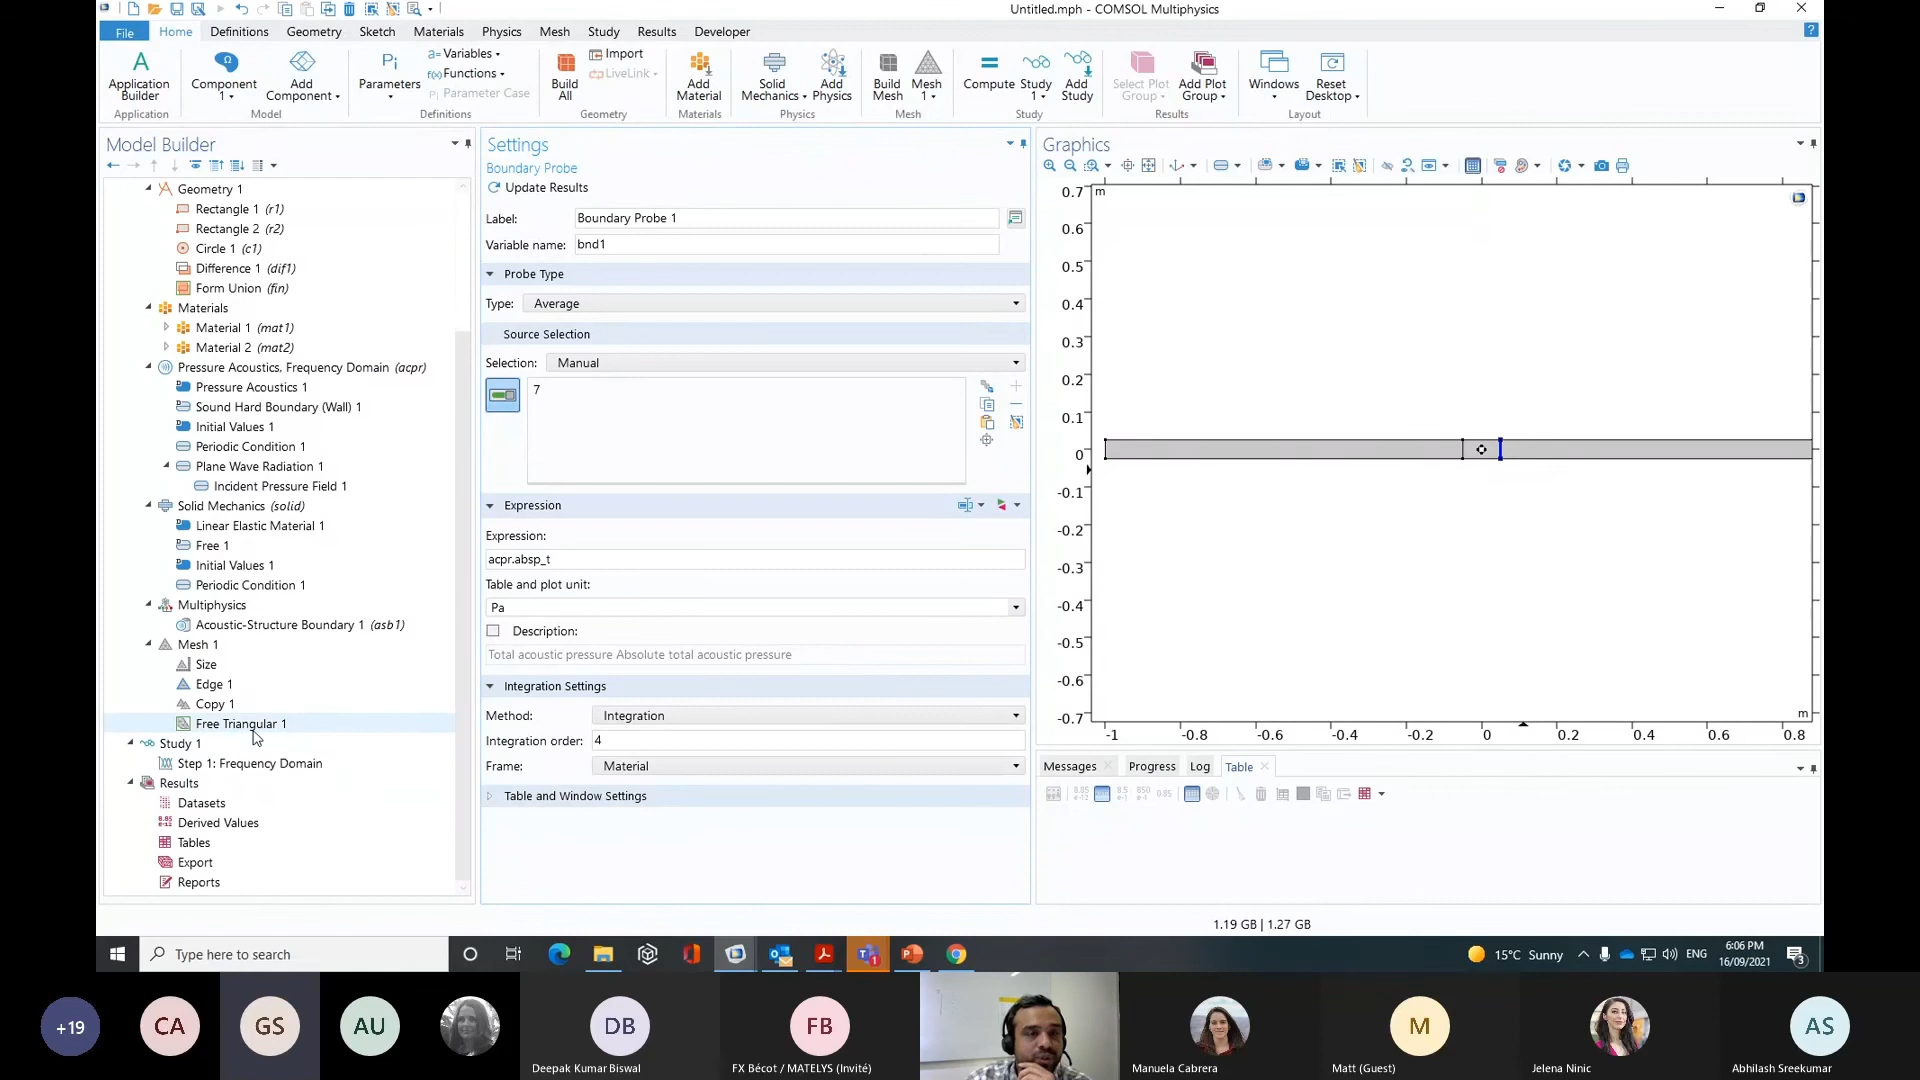 Untitled.mph - COMSOL Multiphysics
File Home Definitions Geometry Sketch Materials Physics Mesh Study Results Developer
Application Builder
Component 1
Add Component
Parameters
a= Variables
f(x) Functions
Pi Parameter Case
Build All
Import
LiveLink
Add Material
Solid Mechanics
Add Physics
Build Mesh
Mesh 1
Compute
Study 1
Add Study
Select Plot Group
Add Plot Group
Windows
Reset Desktop
Application Model Definitions Geometry Materials Physics Mesh Study Results Layout
Model Builder
Geometry 1
Rectangle 1 (r1)
Rectangle 2 (r2)
Circle 1 (c1)
Difference 1 (dif1)
Form Union (fin)
Materials
Material 1 (mat1)
Material 2 (mat2)
Pressure Acoustics, Frequency Domain (acpr)
Pressure Acoustics 1
Sound Hard Boundary (Wall) 1
Initial Values 1
Periodic Condition 1
Plane Wave Radiation 1
Incident Pressure Field 1
Solid Mechanics (solid)
Linear Elastic Material 1
Free 1
Initial Values 1
Periodic Condition 1
Multiphysics
Acoustic-Structure Boundary 1 (asb1)
Mesh 1
Size
Edge 1
Copy 1
Free Triangular 1
Study 1
Step 1: Frequency Domain
Results
Datasets
Derived Values
Tables
Export
Reports
Settings
Boundary Probe
Update Results
Label: Boundary Probe 1
Variable name: bnd1
Probe Type
Type: Average
Source Selection
Selection: Manual
7
Expression
Expression:
acpr.absp_t
Table and plot unit:
Pa
Description:
Total acoustic pressure Absolute total acoustic pressure
Integration Settings
Method: Integration
Integration order: 4
Frame: Material
Table and Window Settings
Graphics
m
0.7
0.6
0.5
0.4
0.3
0.2
0.1
0
-0.1
-0.2
-0.3
-0.4
-0.5
-0.6
-0.7
m
-1 -0.8 -0.6 -0.4 -0.2 0 0.2 0.4 0.6 0.8
Messages Progress Log Table
8.85 e-12 8.5 e-1 850 0.85
1.19 GB | 1.27 GB
Type here to search
15°C Sunny
ENG
6:06 PM
16/09/2021
3
+19
CA
GS
AU
DB
Deepak Kumar Biswal
FB
FX Bécot / MATELYS (Invité)
Manuela Cabrera
M
Matt (Guest)
Jelena Ninic
AS
Abhilash Sreekumar